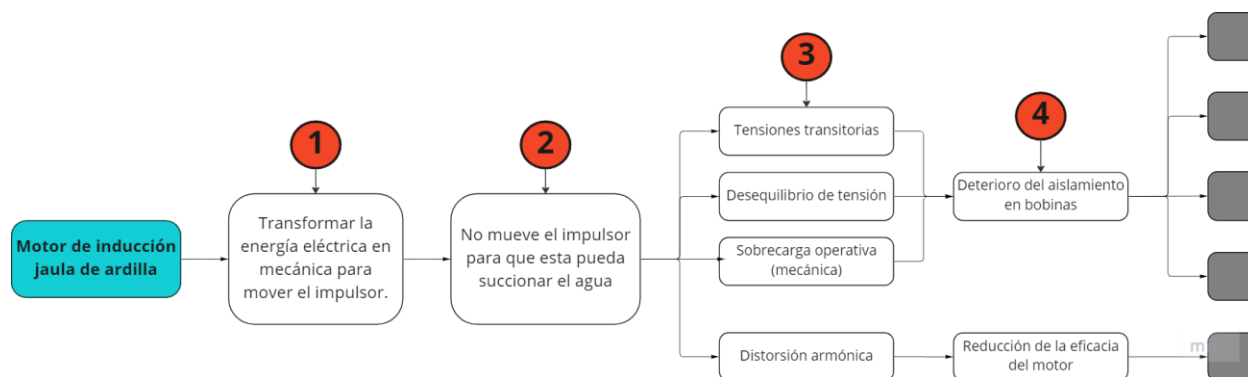 1
2
3
4
Motor de inducción
jaula de ardilla
Transformar la
energía eléctrica en
mecánica para
mover el impulsor.
No mueve el impulsor
para que esta pueda
succionar el agua
Tensiones transitorias
Desequilibrio de tensión
Sobrecarga operativa
(mecánica)
Distorsión armónica
Deterioro del aislamiento
en bobinas
Reducción de la eficacia
del motor